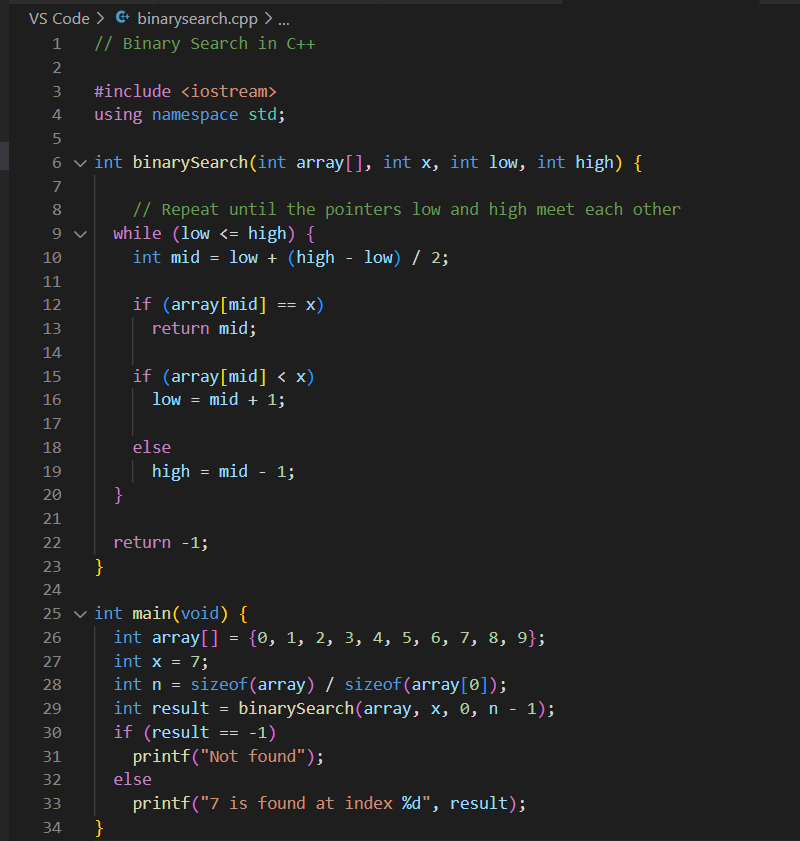 VS Code > binarysearch.cpp > ...
1 // Binary Search in C++
2
3 #include <iostream>
4 using namespace std;
5
6 int binarySearch(int array[], int x, int low, int high) {
7
8     // Repeat until the pointers low and high meet each other
9   while (low <= high) {
10     int mid = low + (high - low) / 2;
11
12     if (array[mid] == x)
13       return mid;
14
15     if (array[mid] < x)
16       low = mid + 1;
17
18     else
19       high = mid - 1;
20   }
21
22   return -1;
23 }
24
25 int main(void) {
26   int array[] = {0, 1, 2, 3, 4, 5, 6, 7, 8, 9};
27   int x = 7;
28   int n = sizeof(array) / sizeof(array[0]);
29   int result = binarySearch(array, x, 0, n - 1);
30   if (result == -1)
31     printf("Not found");
32   else
33     printf("7 is found at index %d", result);
34 }